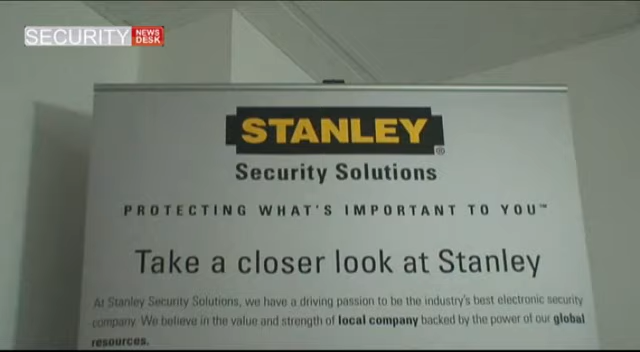 SECURITY NEWS DESK
STANLEY®
Security Solutions
PROTECTING WHAT'S IMPORTANT TO YOU™
Take a closer look at Stanley
At Stanley Security Solutions, we have a driving passion to be the industry's best electronic security
company. We believe in the value and strength of local company backed by the power of our global
resources.